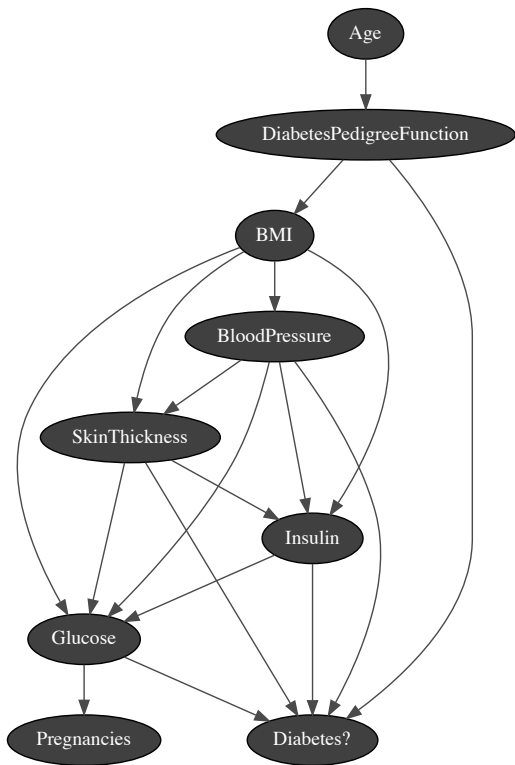 Age
DiabetesPedigreeFunction
BMI
BloodPressure
SkinThickness
Insulin
Glucose
Pregnancies
Diabetes?